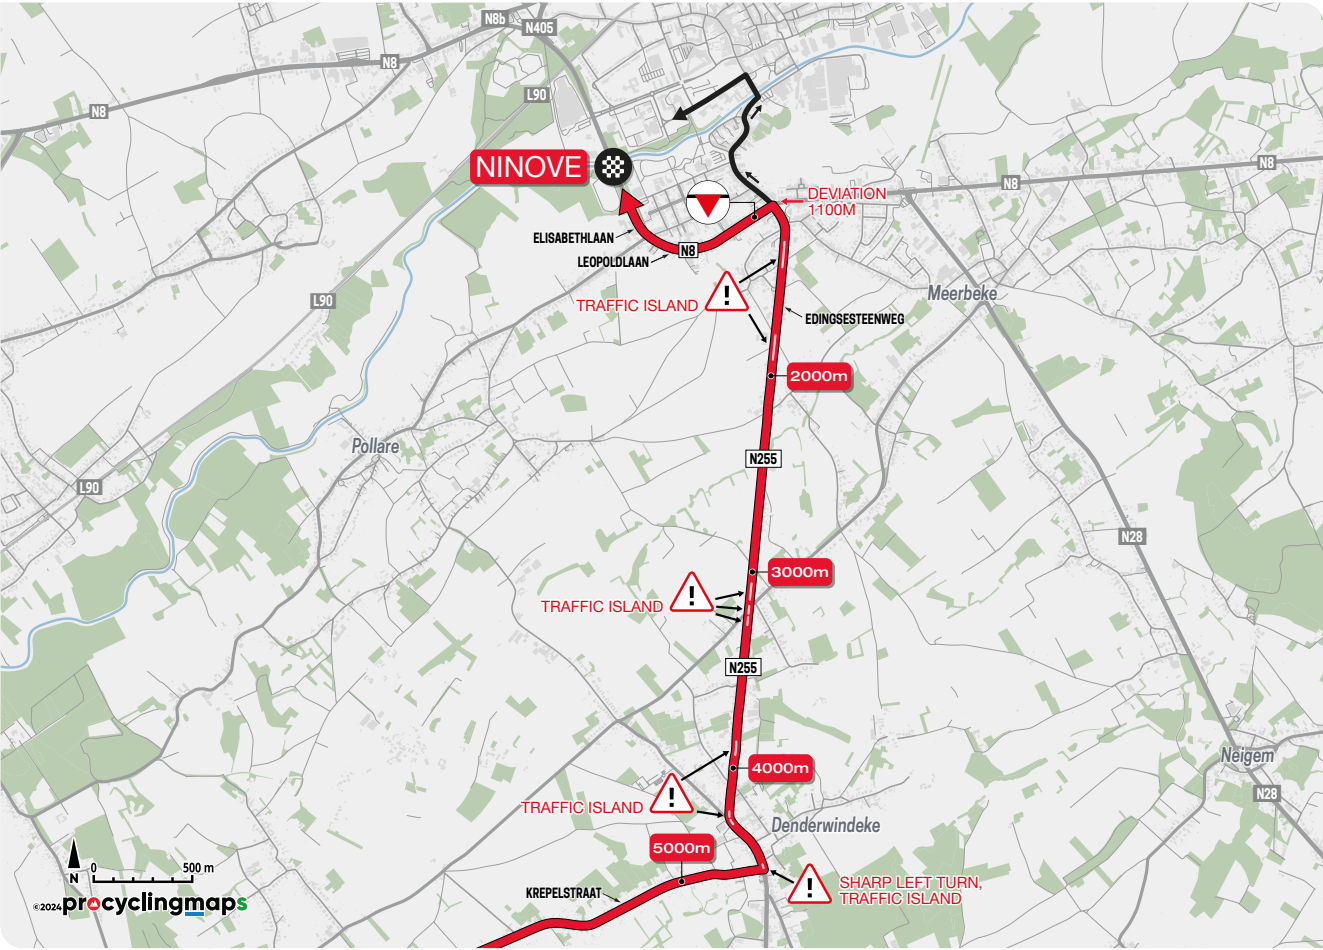 N8b
N405
N8
L90
N8
NINOVE
N8
N8
DEVIATION
1100M
ELISABETHLAAN
N8
LEOPOLDLAAN
L90
Meerbeke
TRAFFIC ISLAND
!
EDINGSESTEENWEG
2000m
Pollare
N255
L90
N28
3000m
!
TRAFFIC ISLAND
N255
Neigem
4000m
N28
!
TRAFFIC ISLAND
Denderwindeke
5000m
0
500 m
N
!
SHARP LEFT TURN,
TRAFFIC ISLAND
KREPELSTRAAT
©2024 procyclingmaps